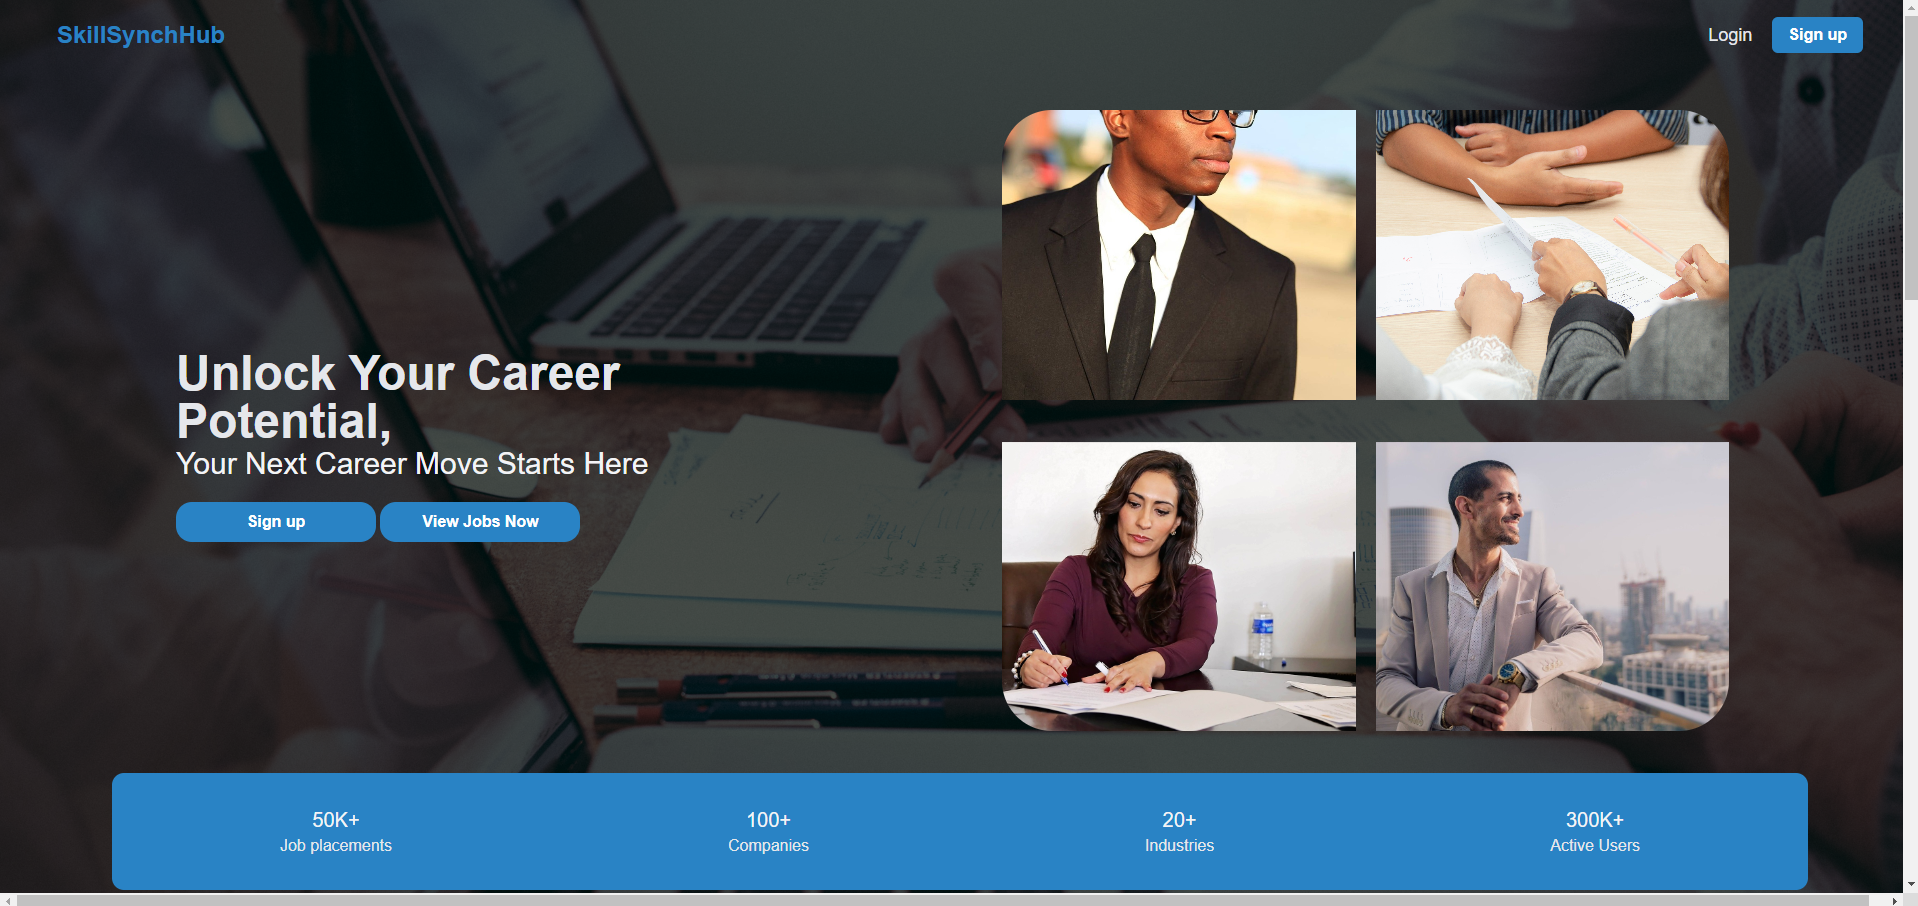 SkillSynchHub
Login
Sign up
Unlock Your Career
Potential,
Your Next Career Move Starts Here
Sign up
View Jobs Now
50K+
Job placements
100+
Companies
20+
Industries
300K+
Active Users